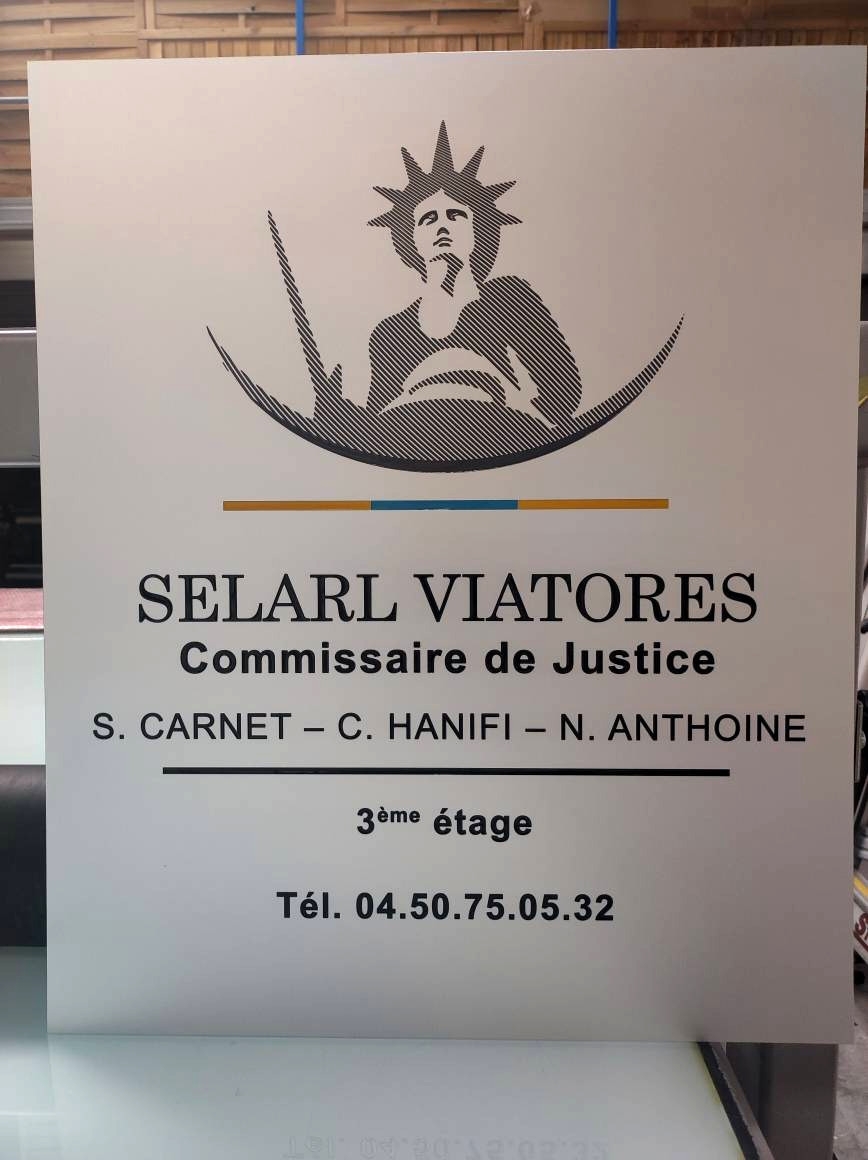 SELARL VIATORES
Commissaire de Justice
S. CARNET – C. HANIFI – N. ANTHOINE
3ème étage
Tél. 04.50.75.05.32